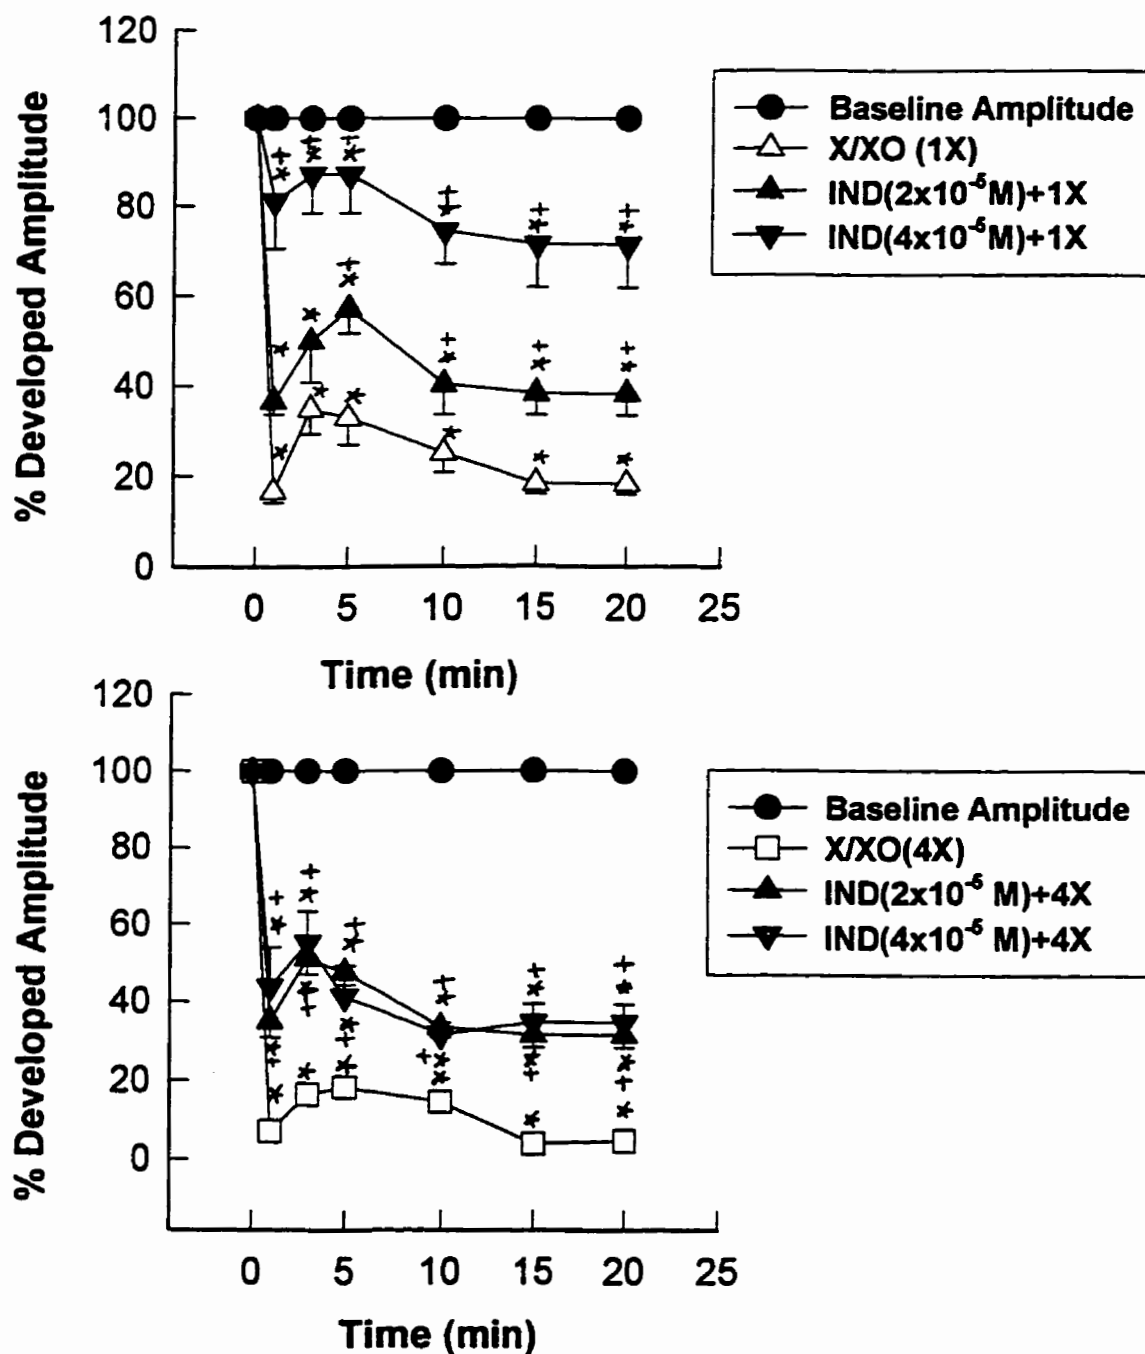 120
100
80
60
40
20
0
% Developed Amplitude
0 5 10 15 20 25
Time (min)
Baseline Amplitude
X/XO (1X)
IND(2x10⁻⁵M)+1X
IND(4x10⁻⁵M)+1X
120
100
80
60
40
20
0
% Developed Amplitude
0 5 10 15 20 25
Time (min)
Baseline Amplitude
X/XO(4X)
IND(2x10⁻⁵ M)+4X
IND(4x10⁻⁵ M)+4X